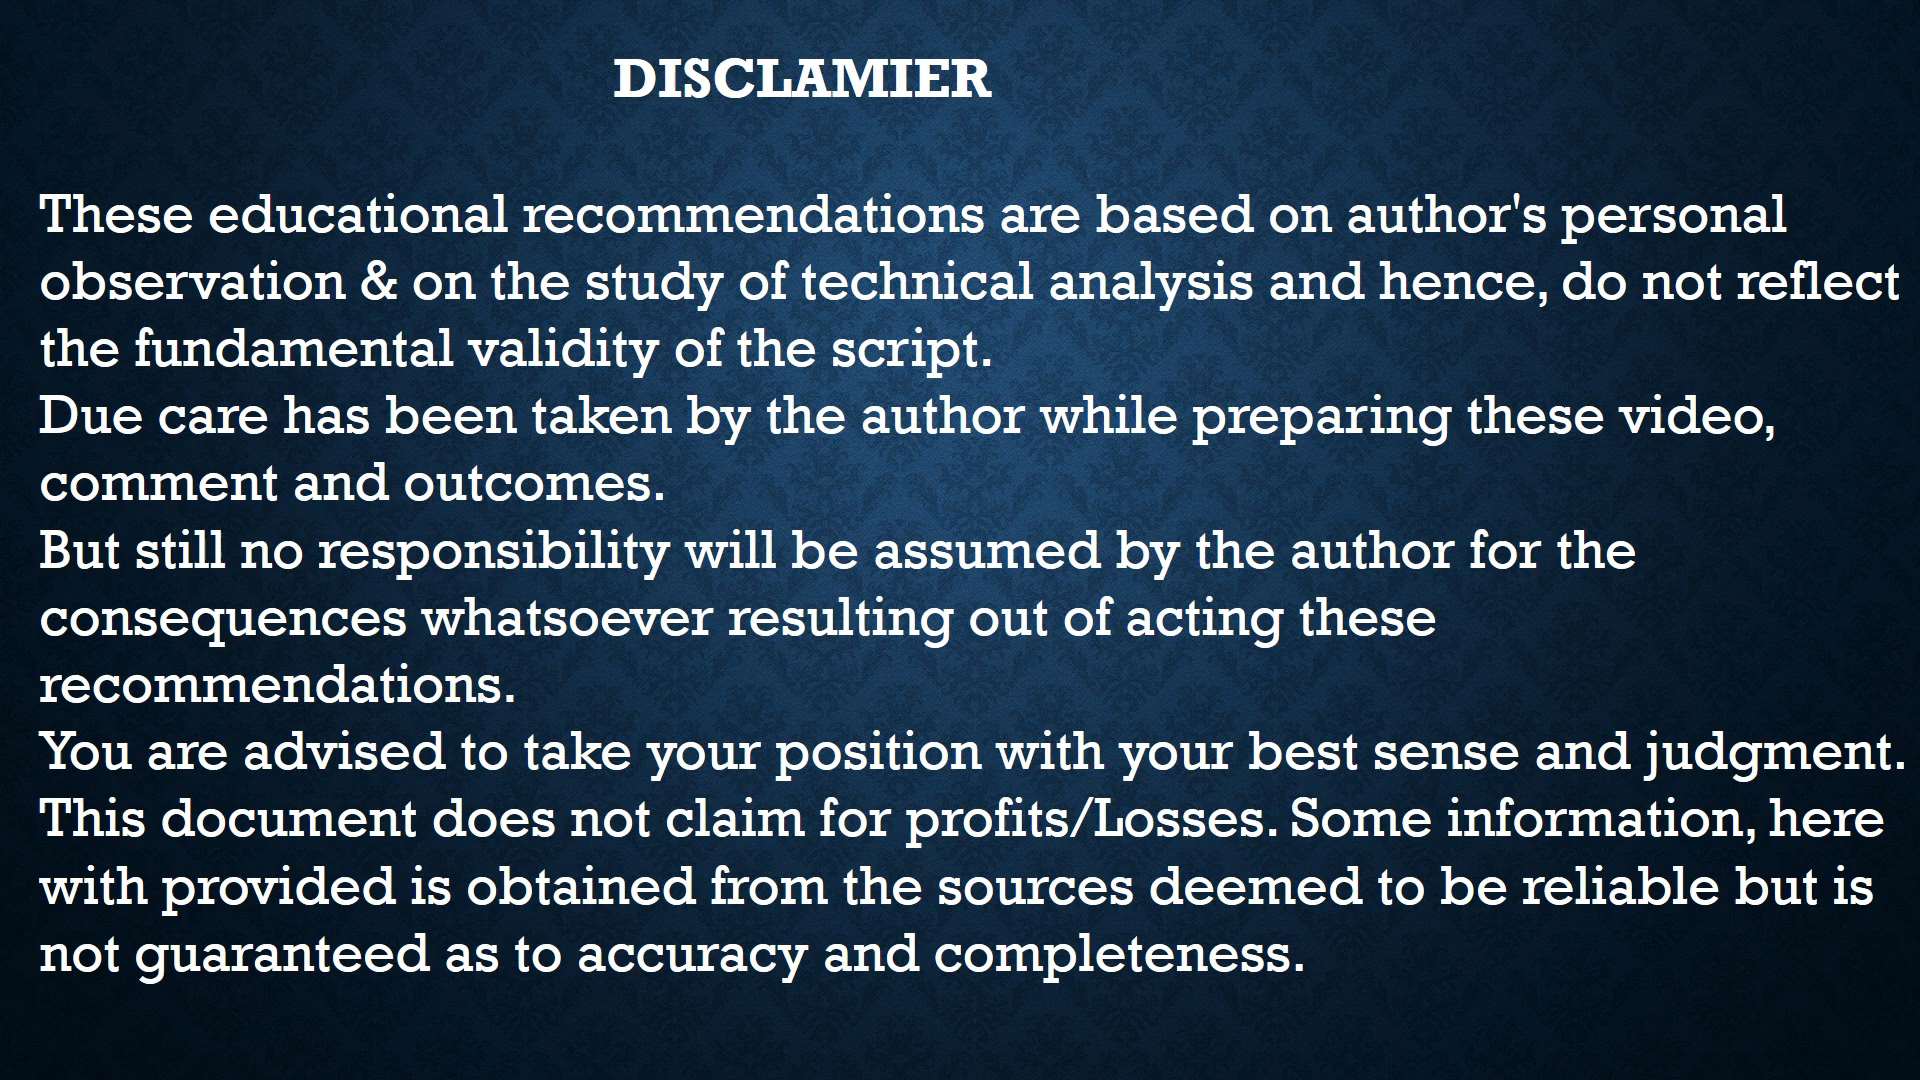 DISCLAMIER
These educational recommendations are based on author's personal
observation & on the study of technical analysis and hence, do not reflect
the fundamental validity of the script.
Due care has been taken by the author while preparing these video,
comment and outcomes.
But still no responsibility will be assumed by the author for the
consequences whatsoever resulting out of acting these
recommendations.
You are advised to take your position with your best sense and judgment.
This document does not claim for profits/Losses. Some information, here
with provided is obtained from the sources deemed to be reliable but is
not guaranteed as to accuracy and completeness.